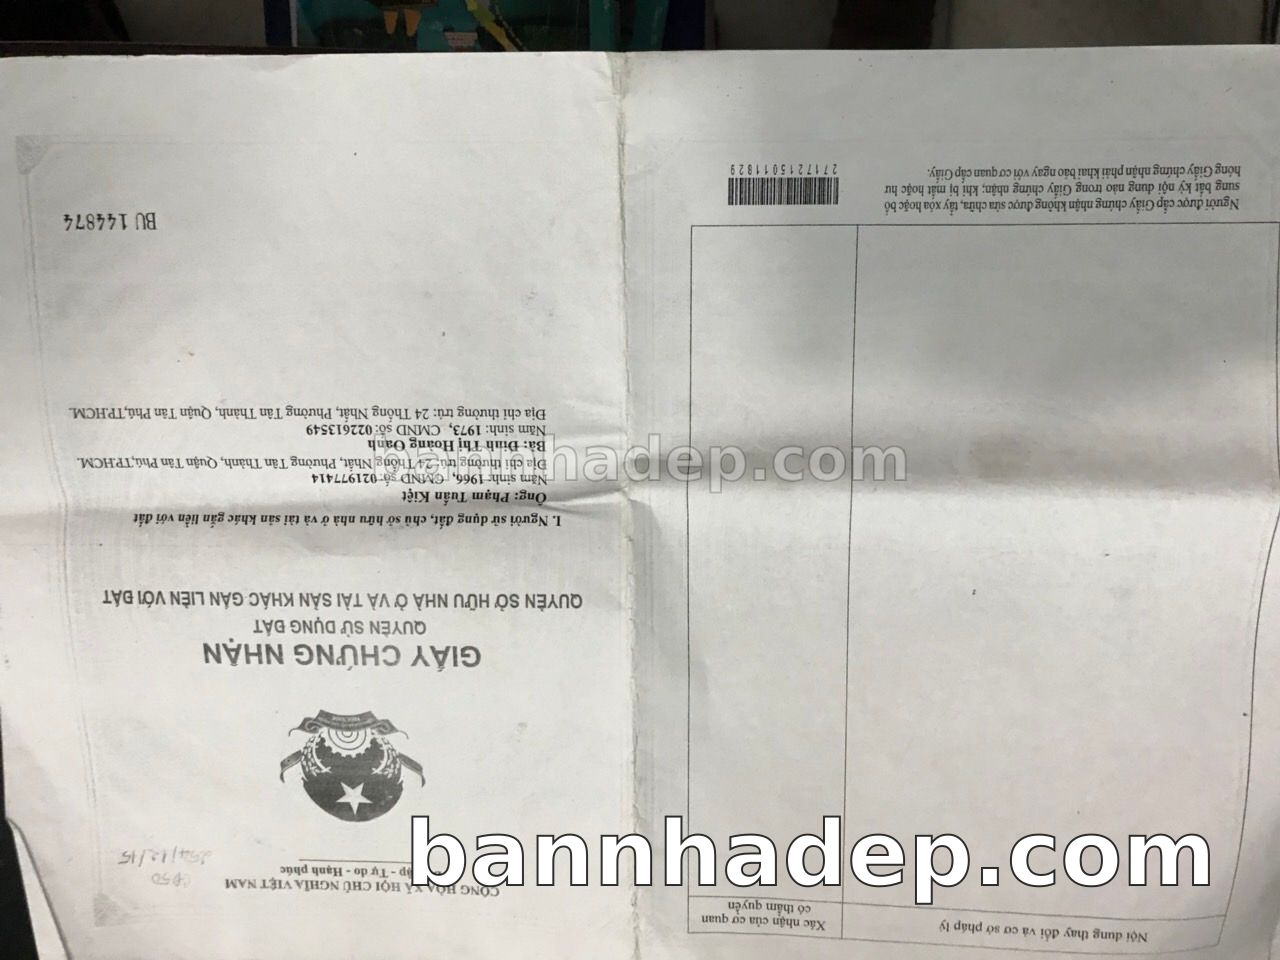 CỘNG HÒA XÃ HỘI CHỦ NGHĨA VIỆT NAM
lập - Tự do - Hạnh phúc
GIẤY CHỨNG NHẬN
QUYỀN SỬ DỤNG ĐẤT
QUYỀN SỞ HỮU NHÀ Ở VÀ TÀI SẢN KHÁC GẮN LIỀN VỚI ĐẤT
I. Người sử dụng đất, chủ sở hữu nhà ở và tài sản khác gắn liền với đất
Ông: Phạm Tuấn Kiệt
Năm sinh: 1966, CMND số: 021977414
Địa chỉ thường trú: 24 Thống Nhất, Phường Tân Thành, Quận Tân Phú, TP.HCM.
Bà: Đinh Thị Hoàng Oanh
Năm sinh: 1973, CMND số: 022613549
Địa chỉ thường trú: 24 Thống Nhất, Phường Tân Thành, Quận Tân Phú, TP.HCM.
BU 144874
Nội dung thay đổi và cơ sở pháp lý
Xác nhận của cơ quan
có thẩm quyền
Người được cấp Giấy chứng nhận không được sửa chữa, tẩy xóa hoặc bổ
sung bất kỳ nội dung nào trong Giấy chứng nhận; khi bị mất hoặc hư
hỏng Giấy chứng nhận phải khai báo ngay với cơ quan cấp Giấy.
2717215011829
bannhadep.com
bannhadep.com